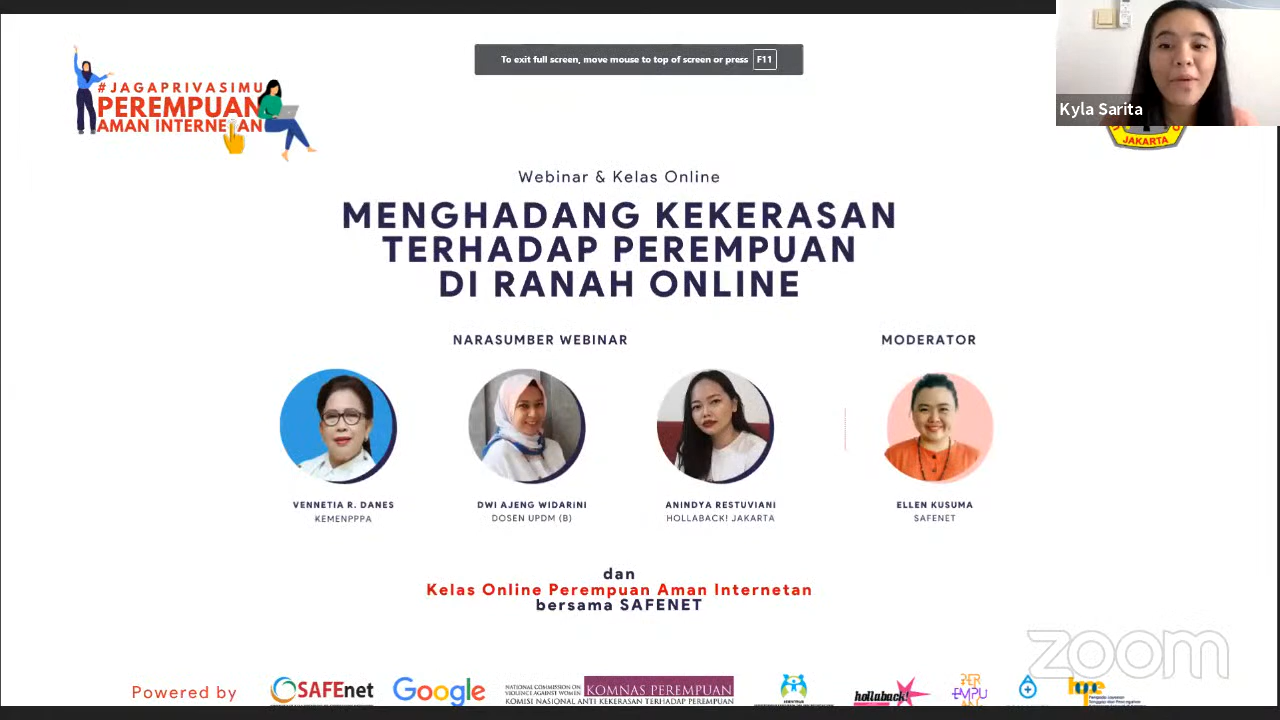 #JAGAPRIVASIMU
PEREMPUAN
AMAN INTERNETAN
To exit full screen, move mouse to top of screen or press F11
Kyla Sarita
JAKARTA
Webinar & Kelas Online
MENGHADANG KEKERASAN
TERHADAP PEREMPUAN
DI RANAH ONLINE
NARASUMBER WEBINAR
MODERATOR
VENNETIA R. DANES
KEMENPPPA
DWI AJENG WIDARINI
DOSEN UPDM (B)
ANINDYA RESTUVIANI
HOLLABACK! JAKARTA
ELLEN KUSUMA
SAFENET
dan
Kelas Online Perempuan Aman Internetan
bersama SAFENET
zoom
Powered by
SAFEnet
Google
NATIONAL COMMISSION ON
VIOLENCE AGAINST WOMEN
KOMNAS PEREMPUAN
KOMISI NASIONAL ANTI KEKERASAN TERHADAP PEREMPUAN
hollaback!
PER
EMPU